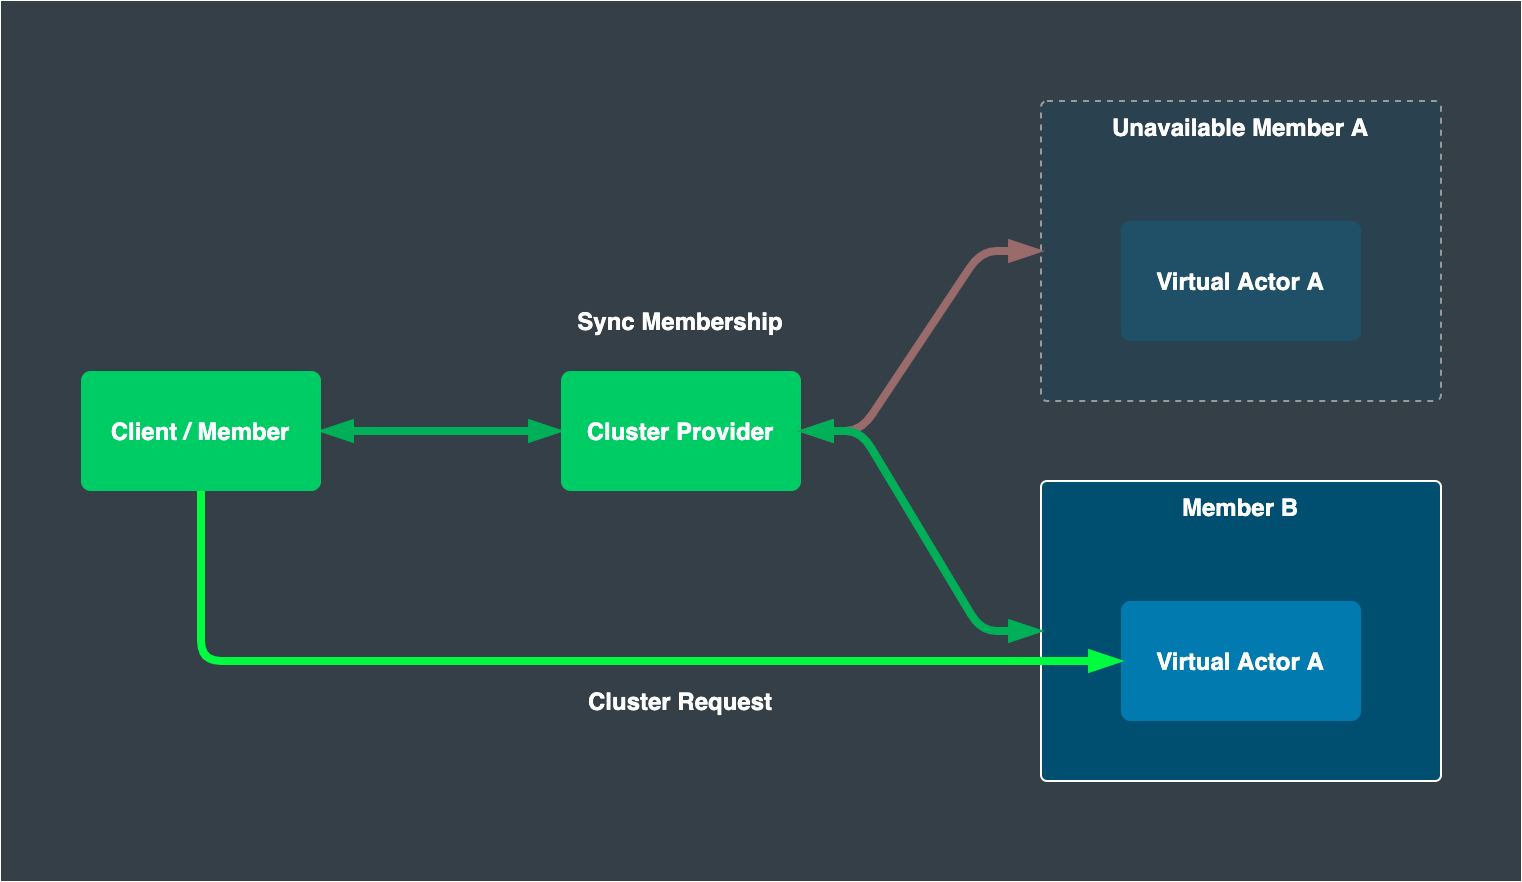 Unavailable Member A
Virtual Actor A
Sync Membership
Client / Member
Cluster Provider
Member B
Virtual Actor A
Cluster Request